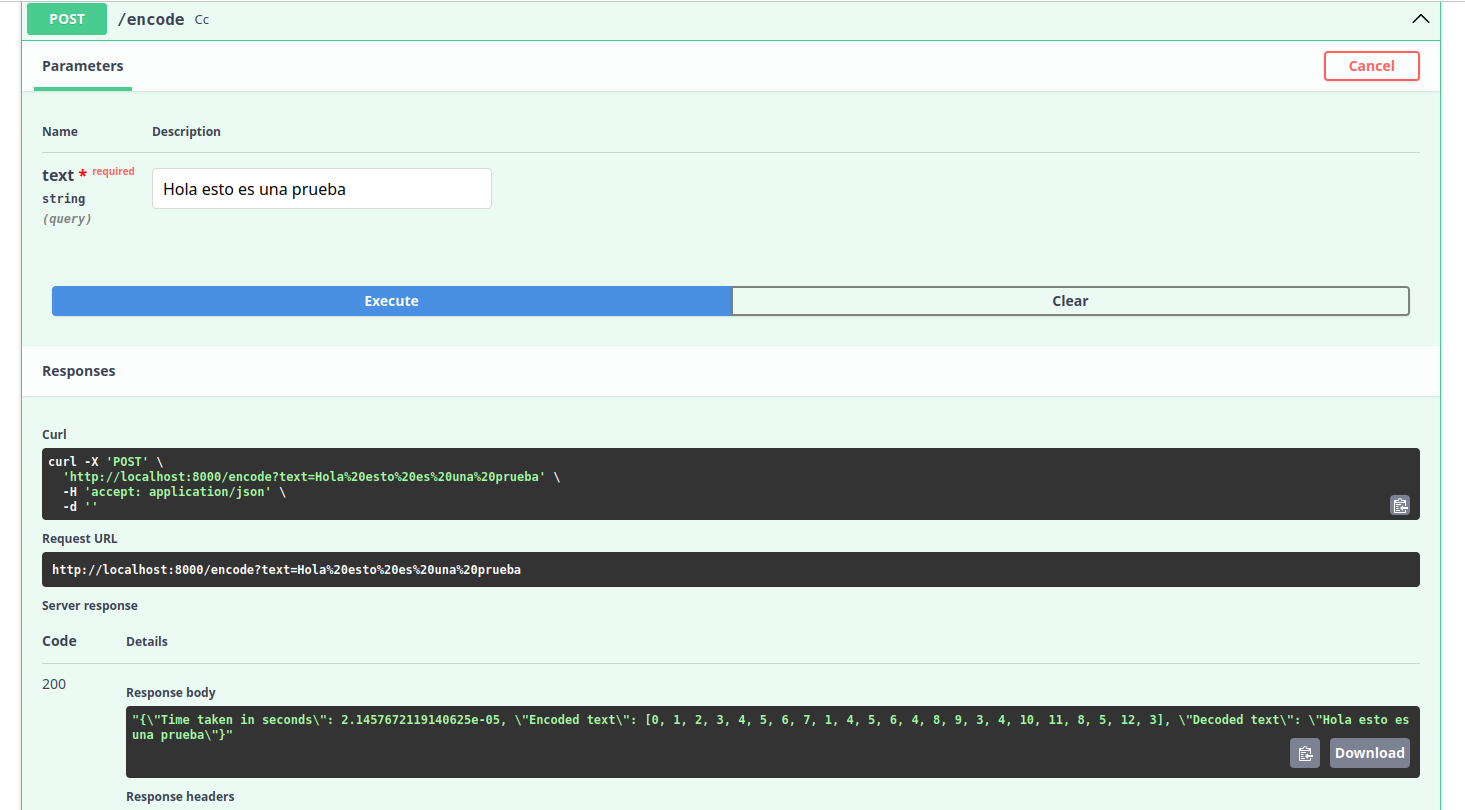 POST /encode Cc
Parameters
Cancel
Name Description
text * required
string
(query)
Hola esto es una prueba
Execute Clear
Responses
Curl
curl -X 'POST' \
'http://localhost:8000/encode?text=Hola%20esto%20es%20una%20prueba' \
-H 'accept: application/json' \
-d ''
Request URL
http://localhost:8000/encode?text=Hola%20esto%20es%20una%20prueba
Server response
Code Details
200
Response body
"{\"Time taken in seconds\": 2.1457672119140625e-05, \"Encoded text\": [0, 1, 2, 3, 4, 5, 6, 7, 1, 4, 5, 6, 4, 8, 9, 3, 4, 10, 11, 8, 5, 12, 3], \"Decoded text\": \"Hola esto es
una prueba\"}"
Download
Response headers